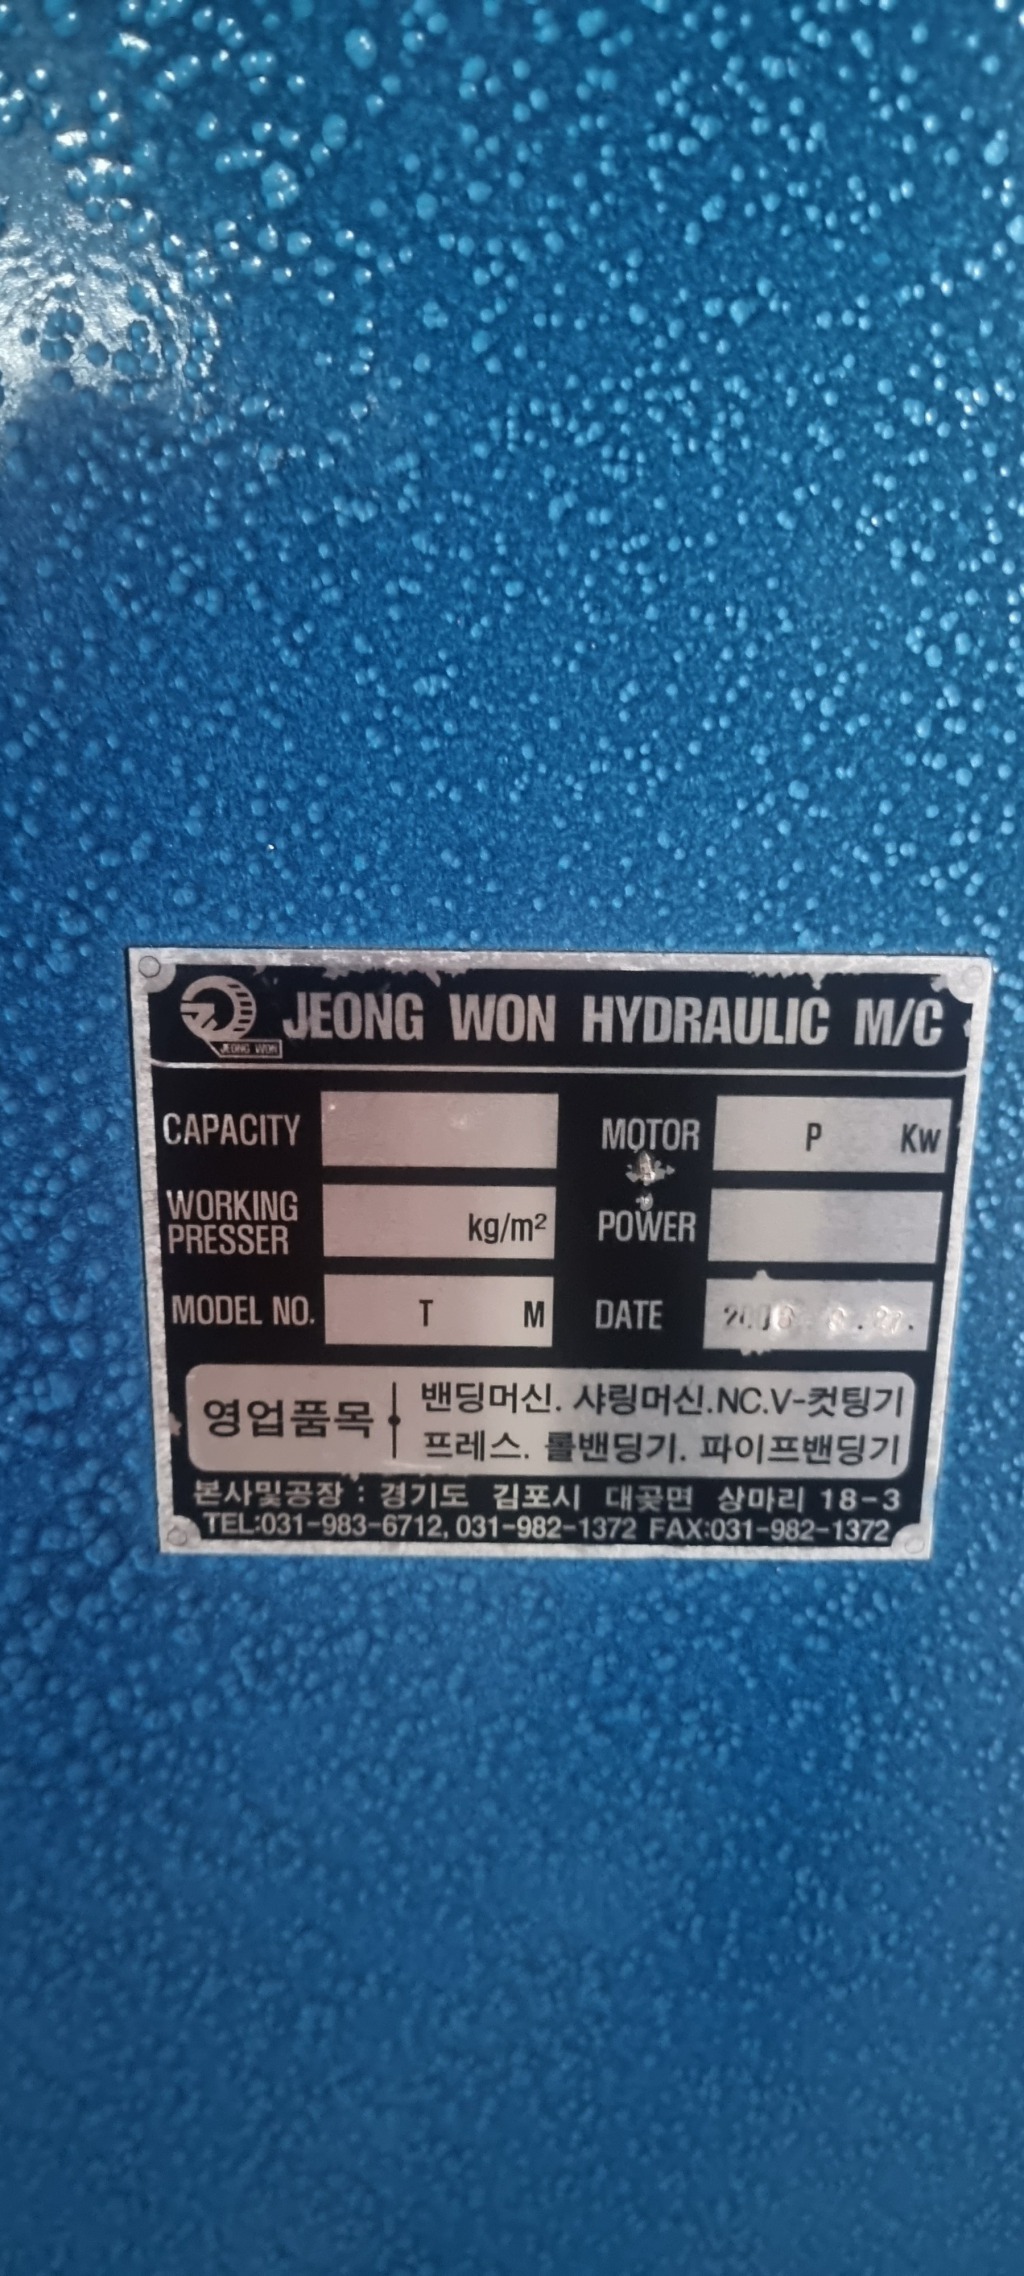 JEONG WON HYDRAULIC M/C
JEONG WON
CAPACITY
MOTOR P Kw
WORKING
PRESSER kg/m²
POWER
MODEL NO. T M
DATE
영업품목
밴딩머신. 샤링머신.NC.V-컷팅기
프레스. 롤밴딩기. 파이프밴딩기
본사및공장 : 경기도 김포시 대곶면 상마리 18-3
TEL:031-983-6712, 031-982-1372 FAX:031-982-1372